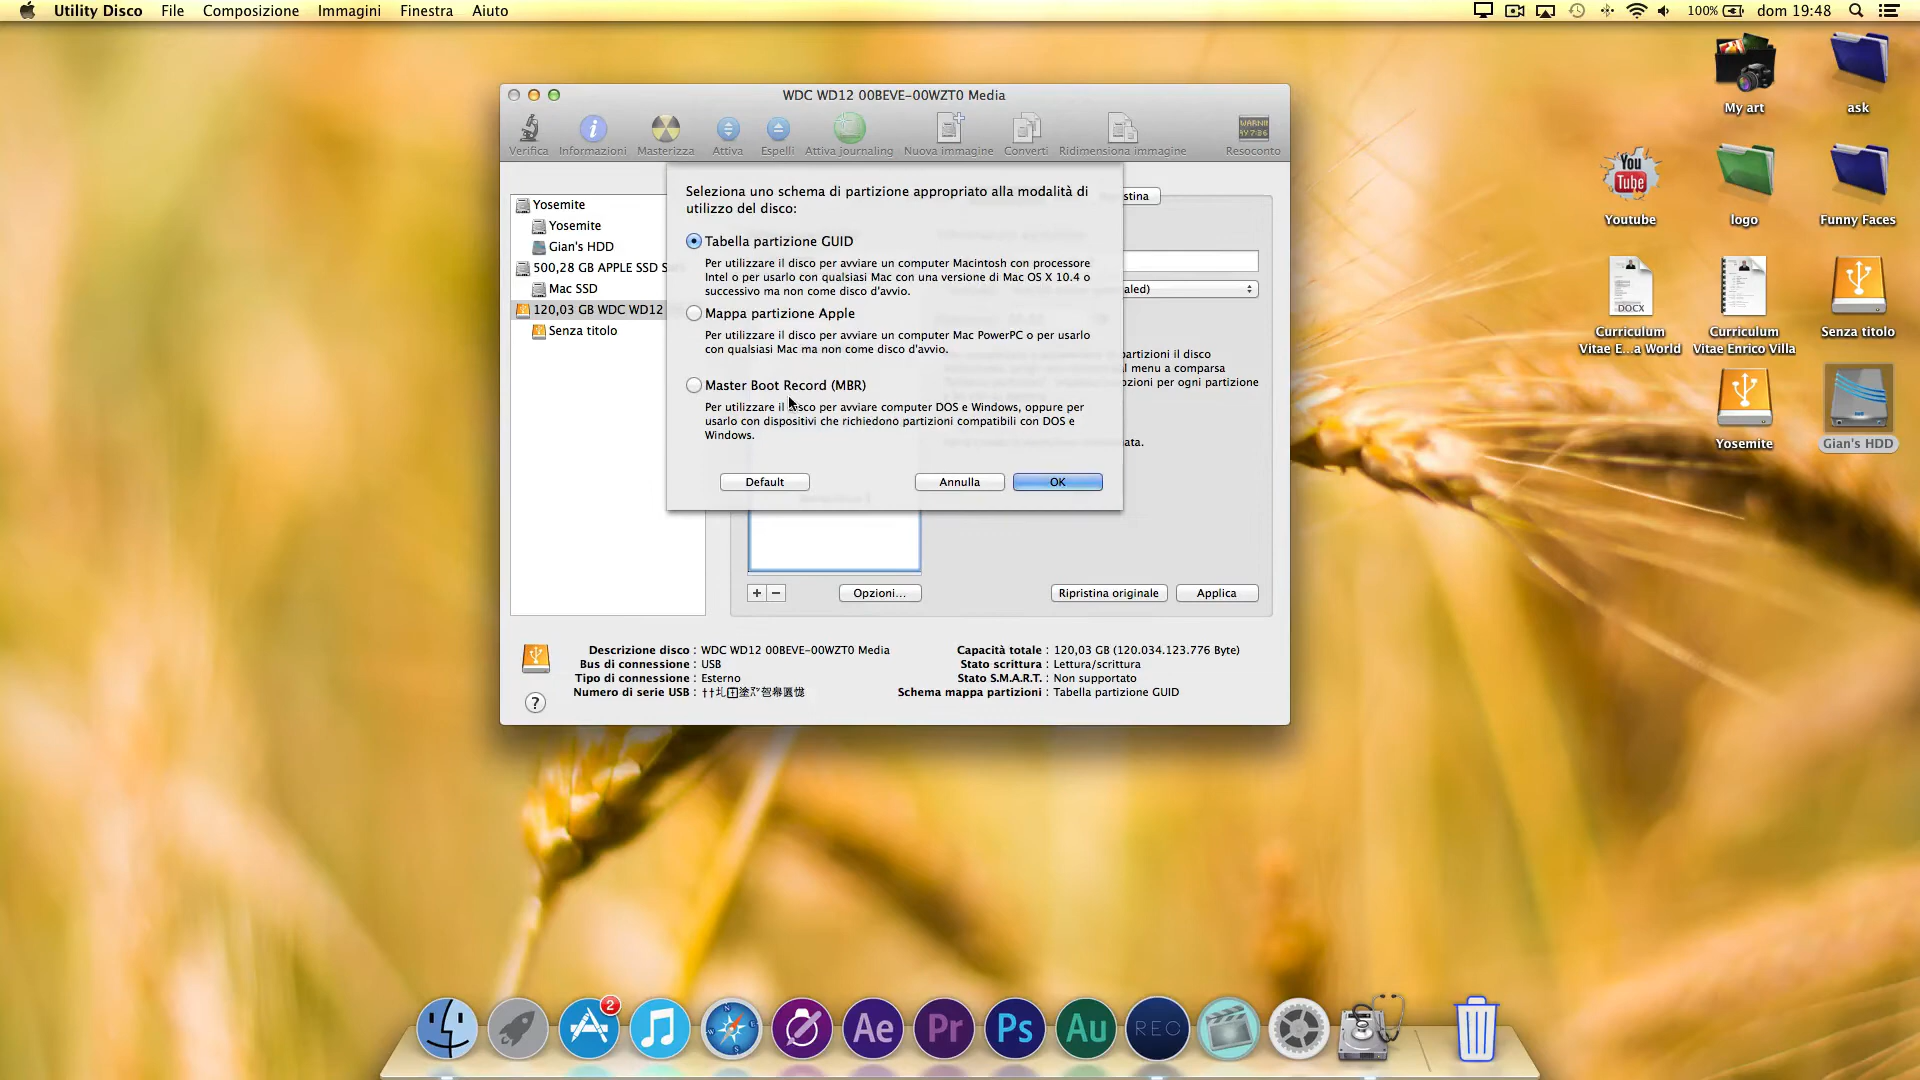 Utility Disco File Composizione Immagini Finestra Aiuto
100% dom 19:48
WDC WD12 00BEVE-00WZT0 Media
Verifica Informazioni Masterizza Attiva Espelli Attiva journaling Nuova immagine Converti Ridimensiona immagine Resoconto
Yosemite
Yosemite
Gian's HDD
500,28 GB APPLE SSD
Mac SSD
120,03 GB WDC WD12
Senza titolo
Seleziona uno schema di partizione appropriato alla modalità di
utilizzo del disco:
Tabella partizione GUID
Per utilizzare il disco per avviare un computer Macintosh con processore
Intel o per usarlo con qualsiasi Mac con una versione di Mac OS X 10.4 o
successivo ma non come disco d'avvio.
Mappa partizione Apple
Per utilizzare il disco per avviare un computer Mac PowerPC o per usarlo
con qualsiasi Mac ma non come disco d'avvio.
Master Boot Record (MBR)
Per utilizzare il disco per avviare computer DOS e Windows, oppure per
usarlo con dispositivi che richiedono partizioni compatibili con DOS e
Windows.
Default Annulla OK
stina
aled)
partizioni il disco
l menu a comparsa
ozioni per ogni partizione
ata.
+ − Opzioni... Ripristina originale Applica
Descrizione disco : WDC WD12 00BEVE-00WZT0 Media
Bus di connessione : USB
Tipo di connessione : Esterno
Numero di serie USB :
Capacità totale : 120,03 GB (120.034.123.776 Byte)
Stato scrittura : Lettura/scrittura
Stato S.M.A.R.T. : Non supportato
Schema mappa partizioni : Tabella partizione GUID
?
My art
ask
You
Tube
Youtube
logo
Funny Faces
DOCX
Curriculum
Vitae E...a World
Curriculum
Vitae Enrico Villa
Senza titolo
Yosemite
Gian's HDD
2
Ae Pr Ps Au REC